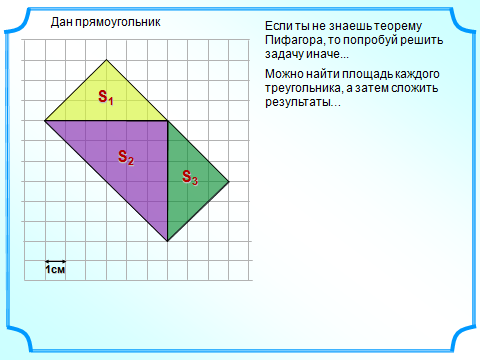 Дан прямоугольник
Если ты не знаешь теорему
Пифагора, то попробуй решить
задачу иначе...
Можно найти площадь каждого
треугольника, а затем сложить
результаты…
S1
S2
S3
1см